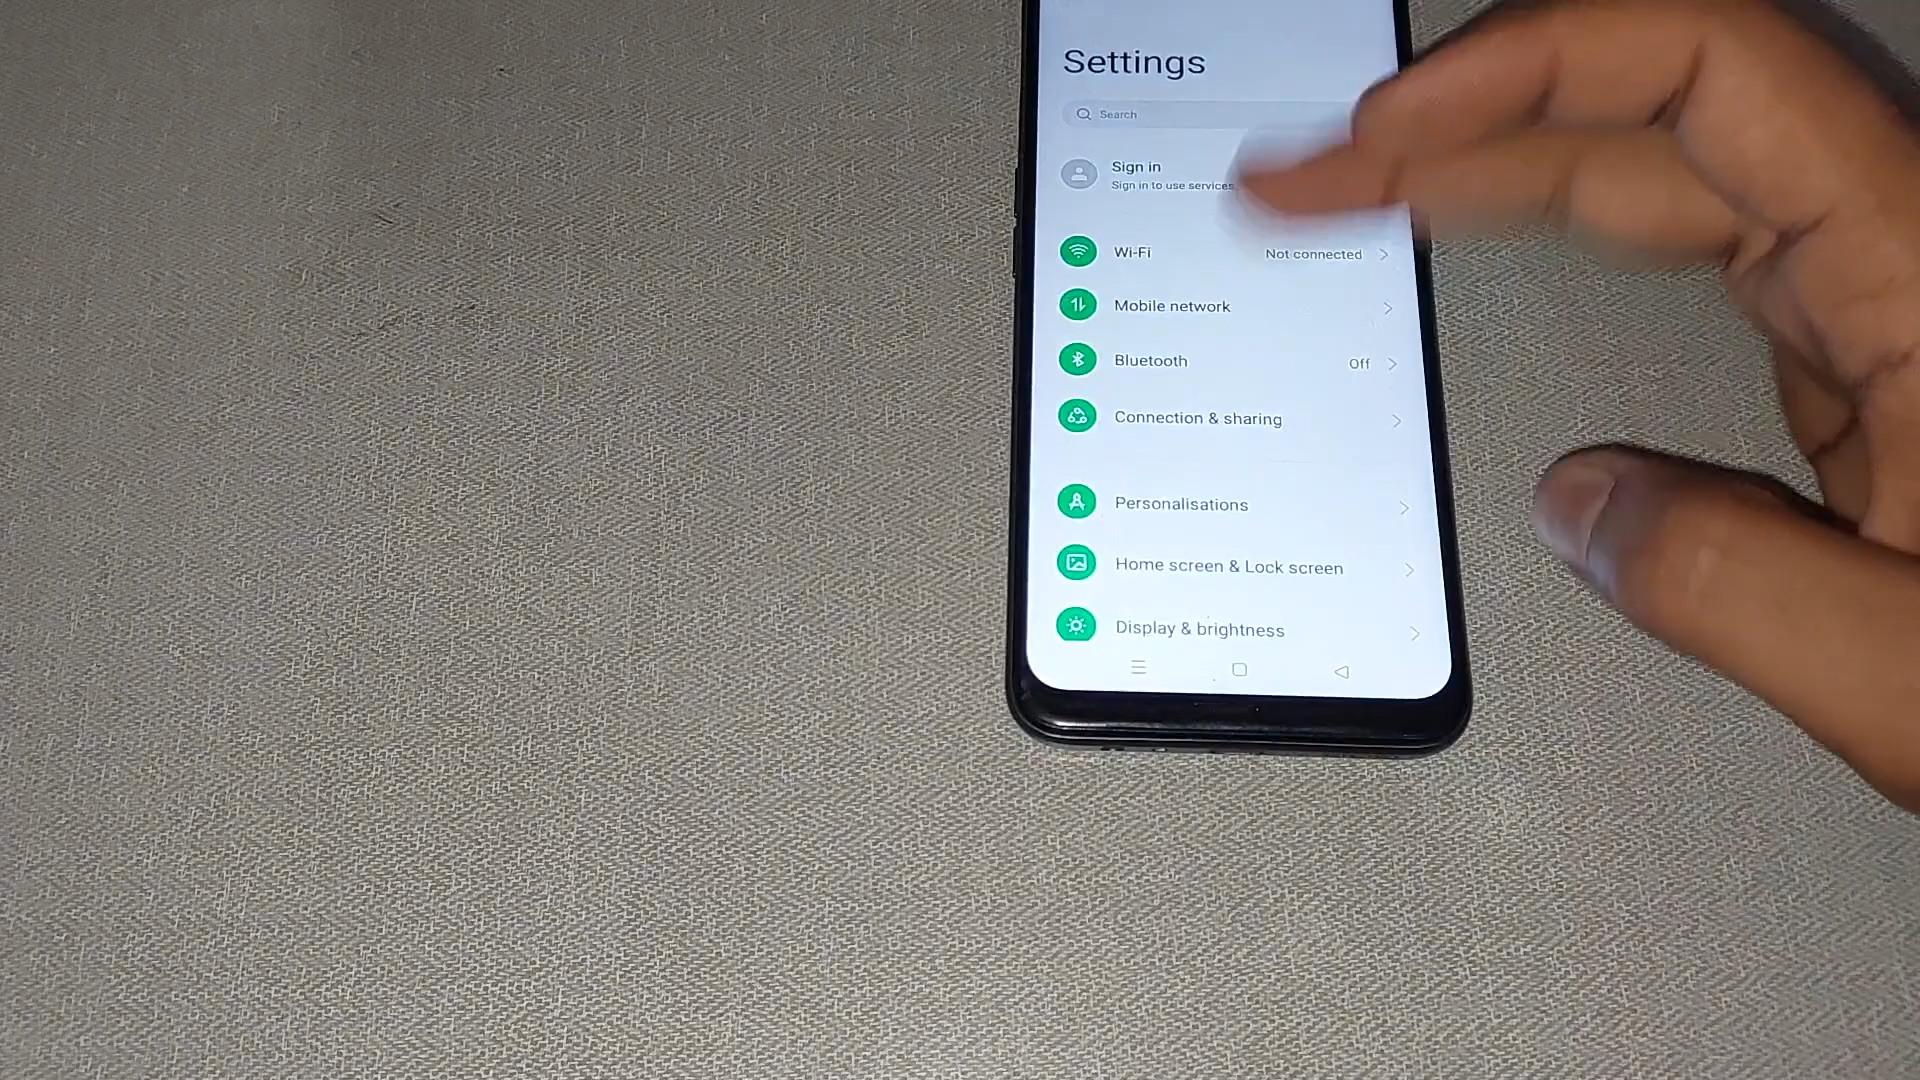 Settings
Search
Sign in
Sign in to use services
Wi-Fi Not connected
Mobile network
Bluetooth Off
Connection & sharing
Personalisations
Home screen & Lock screen
Display & brightness